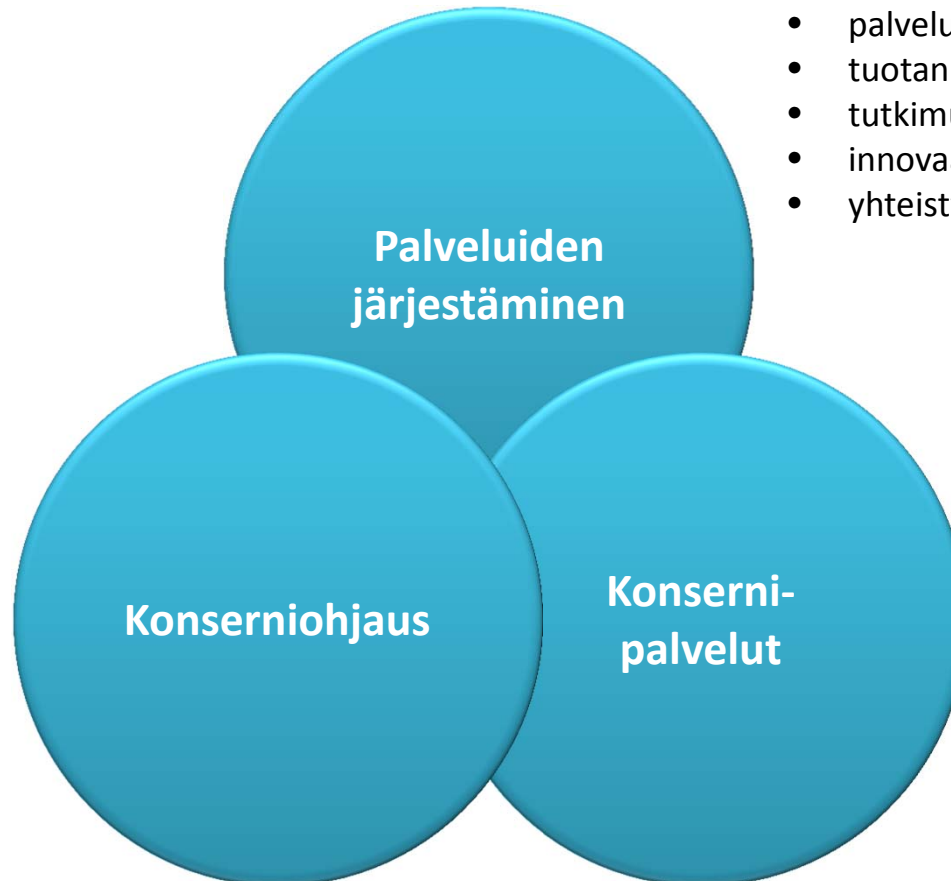 • palvelu
• tuotan
• tutkimu
• innova
• yhteist
Palveluiden
järjestäminen
Konserniohjaus
Konserni-
palvelut